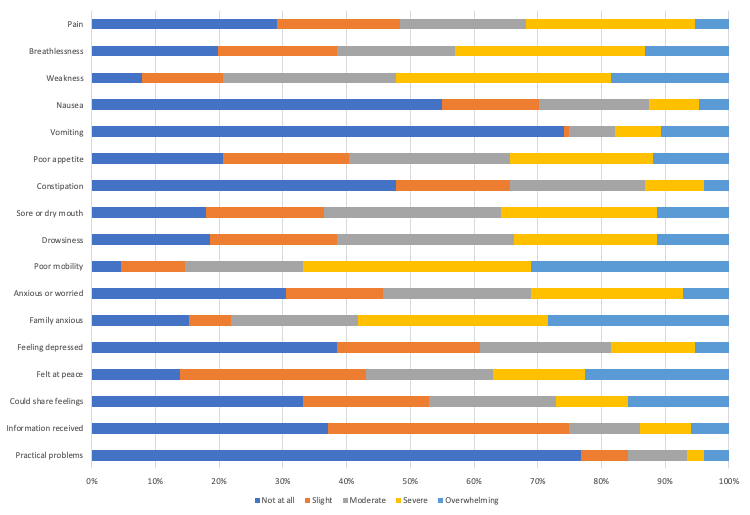 Pain
Breathlessness
Weakness
Nausea
Vomiting
Poor appetite
Constipation
Sore or dry mouth
Drowsiness
Poor mobility
Anxious or worried
Family anxious
Feeling depressed
Felt at peace
Could share feelings
Information received
Practical problems
0% 10% 20% 30% 40% 50% 60% 70% 80% 90% 100%
Not at all Slight Moderate Severe Overwhelming